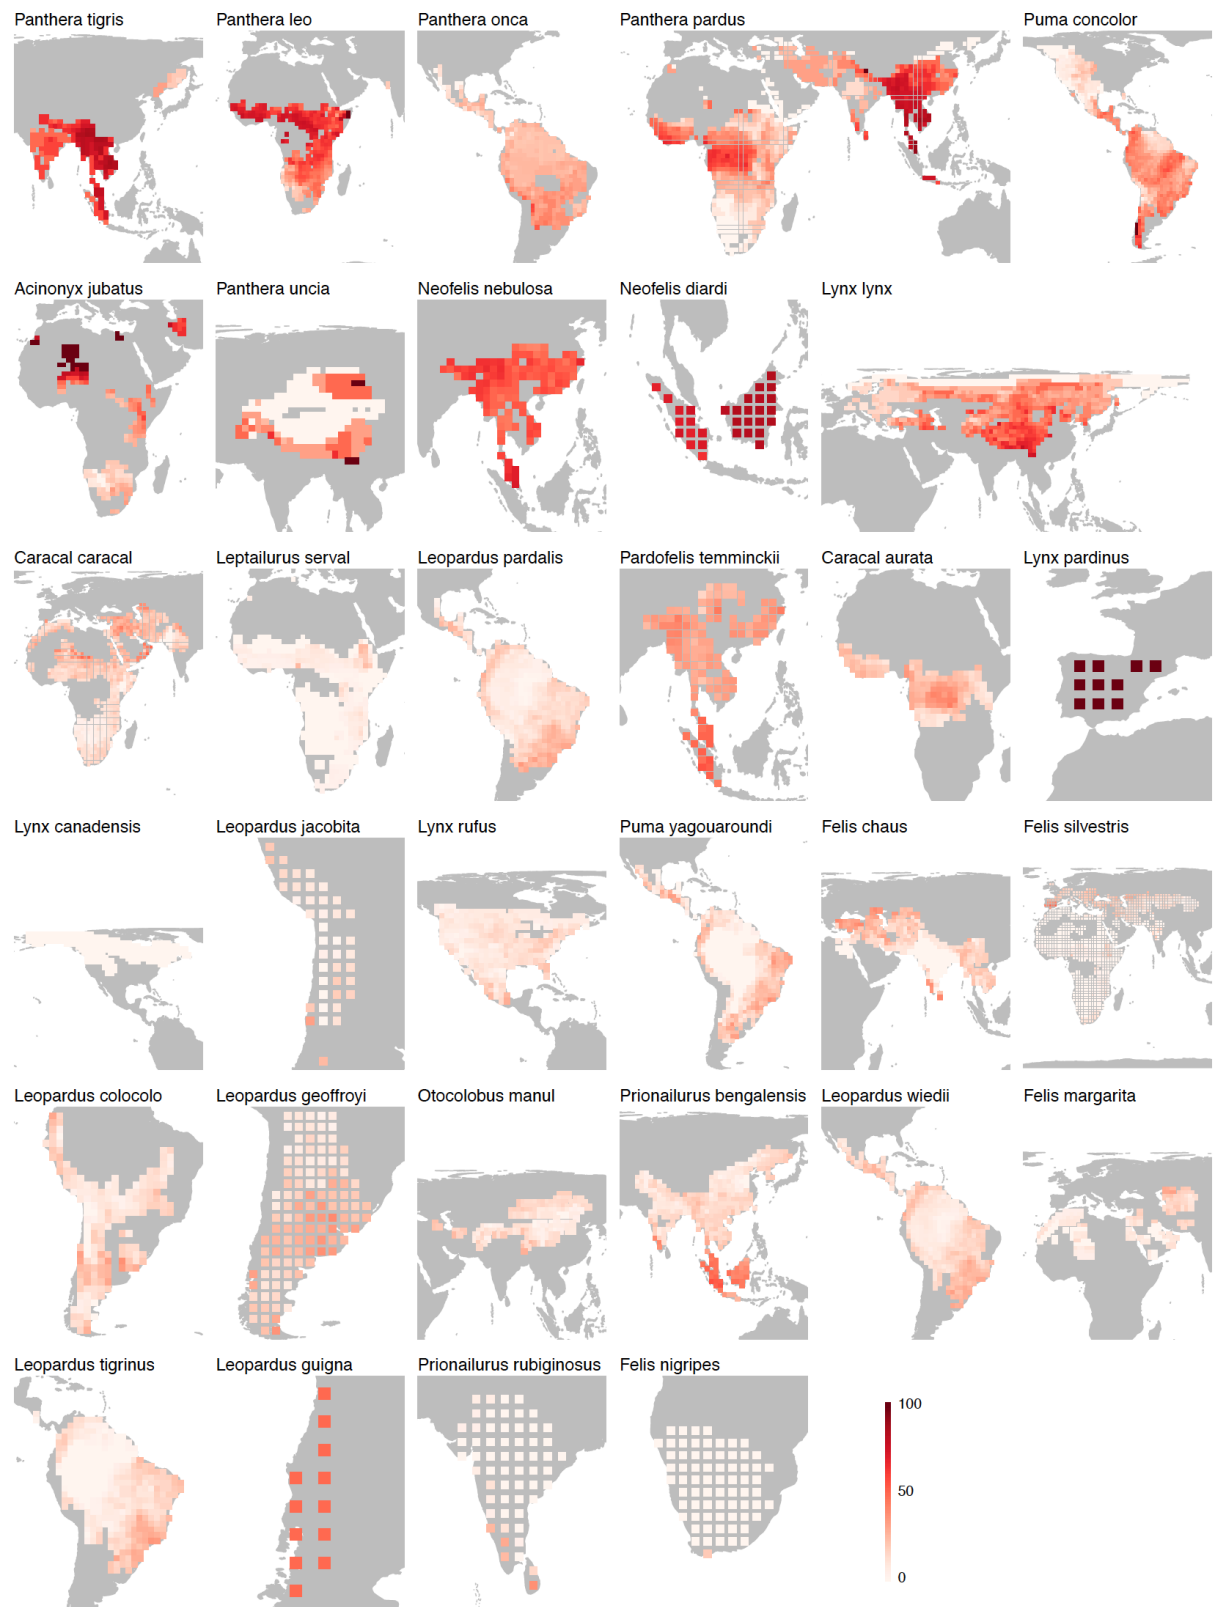 Panthera tigris
Panthera leo
Panthera onca
Panthera pardus
Puma concolor
Acinonyx jubatus
Panthera uncia
Neofelis nebulosa
Neofelis diardi
Lynx lynx
Caracal caracal
Leptailurus serval
Leopardus pardalis
Pardofelis temminckii
Caracal aurata
Lynx pardinus
Lynx canadensis
Leopardus jacobita
Lynx rufus
Puma yagouaroundi
Felis chaus
Felis silvestris
Leopardus colocolo
Leopardus geoffroyi
Otocolobus manul
Prionailurus bengalensis
Leopardus wiedii
Felis margarita
Leopardus tigrinus
Leopardus guigna
Prionailurus rubiginosus
Felis nigripes
100
50
0